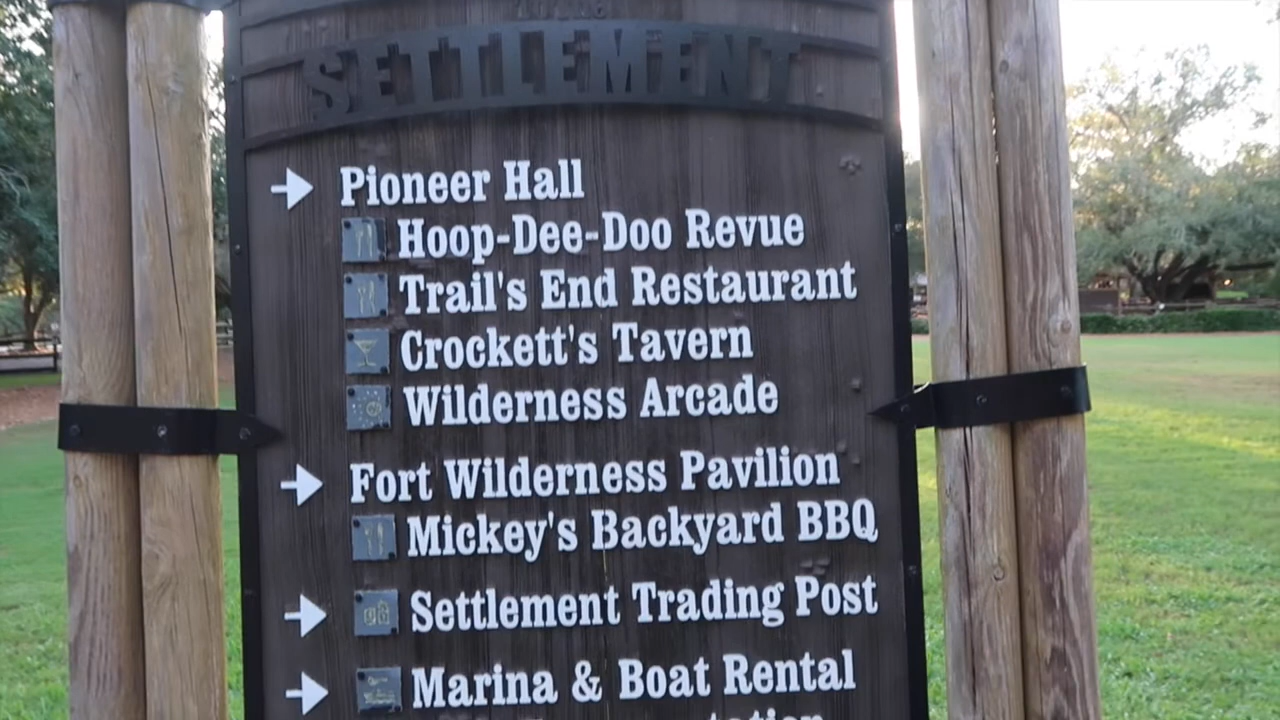 SETTLEMENT
Pioneer Hall
Hoop-Dee-Doo Revue
Trail's End Restaurant
Crockett's Tavern
Wilderness Arcade
Fort Wilderness Pavilion
Mickey's Backyard BBQ
Settlement Trading Post
Marina & Boat Rental